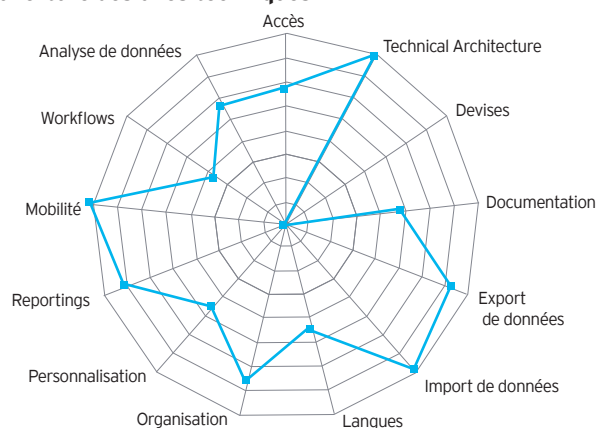 Accès
Technical Architecture
Devises
Documentation
Export
de données
Import de données
Langues
Organisation
Personnalisation
Reportings
Mobilité
Workflows
Analyse de données